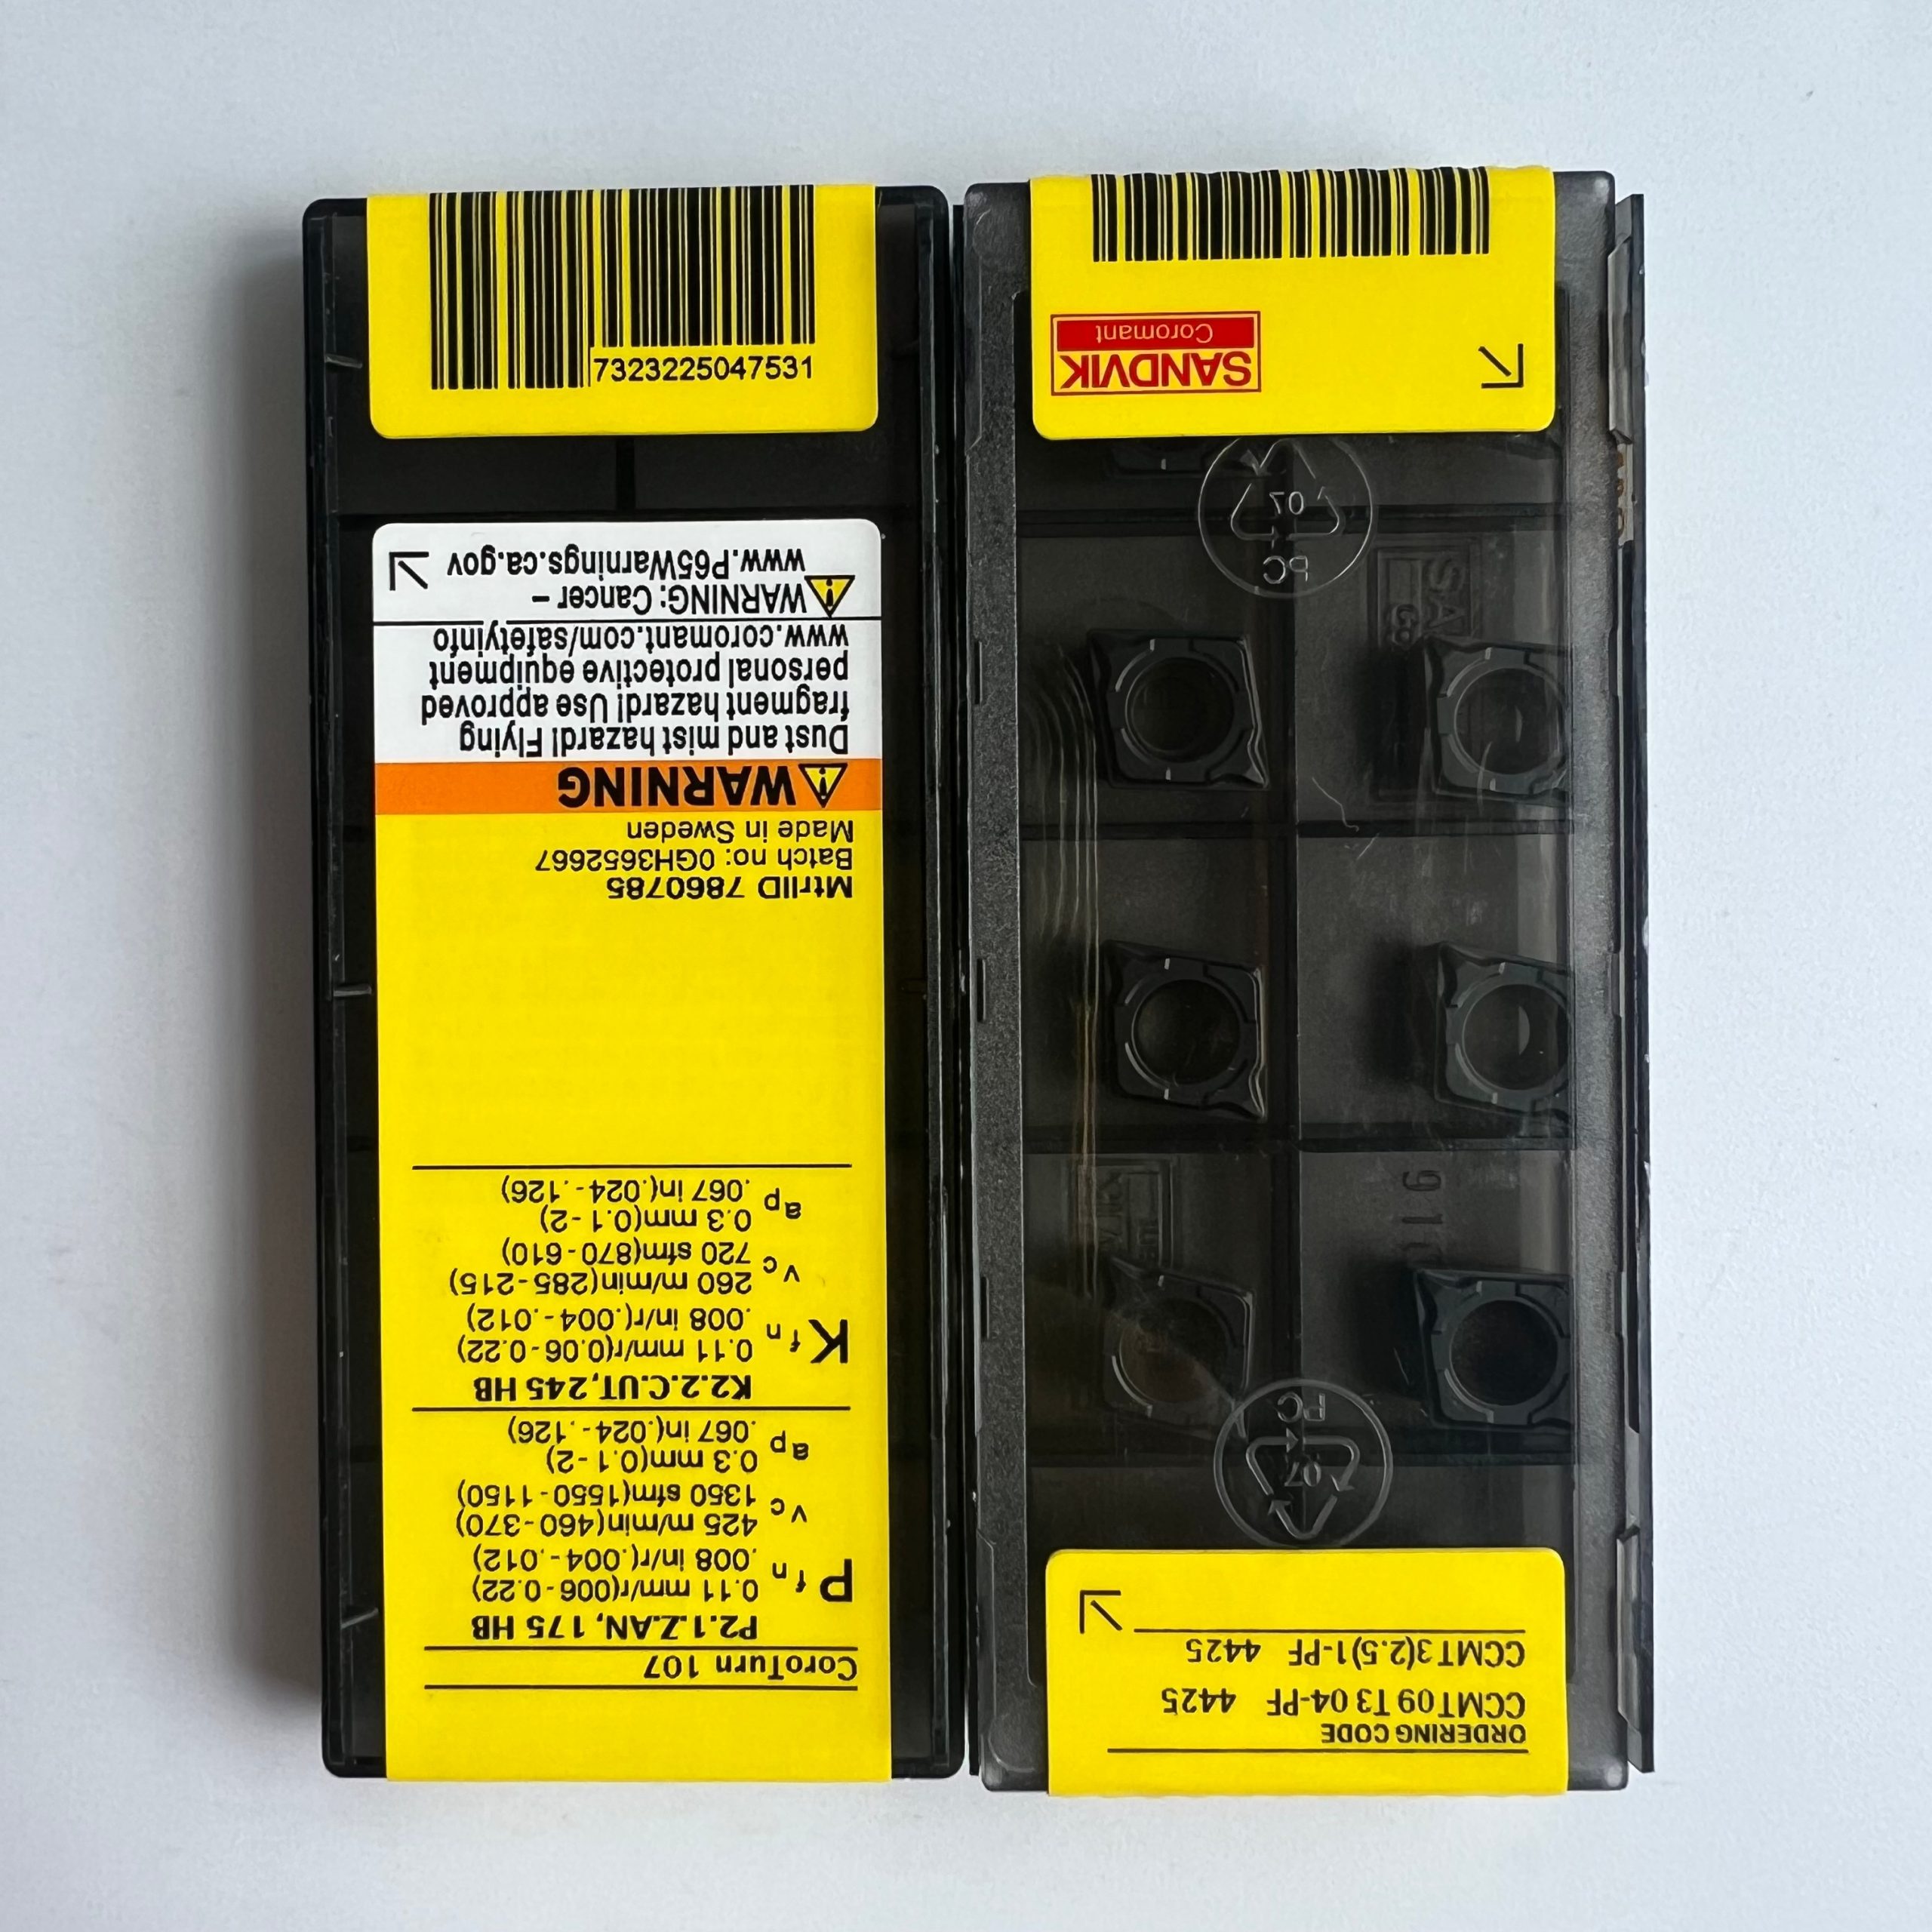 7323225047531
CoroTurn 107
P2.1.Z.AN, 175 HB
P fn 0.11 mm/r(006-0.22)
.008 in/r(.004-.012)
vc 425 m/min(460-370)
1350 sfm(1550-1150)
ap 0.3 mm(0.1-2)
.067 in(.024-.126)
K2.2.C.UT,245 HB
K fn 0.11 mm/r(0.06-0.22)
.008 in/r(.004-.012)
vc 260 m/min(285-215)
720 sfm(870-610)
ap 0.3 mm(0.1-2)
.067 in(.024-.126)
MtrlID 7860785
Batch no: 0GH3652667
Made in Sweden
WARNING
Dust and mist hazard! Flying
fragment hazard! Use approved
personal protective equipment
www.coromant.com/safetyinfo
WARNING: Cancer –
www.P65Warnings.ca.gov
ORDERING CODE
CCMT09 T3 04-PF 4425
CCMT3(2.5)1-PF 4425
PC
07
PC
07
SANDVIK
Coromant